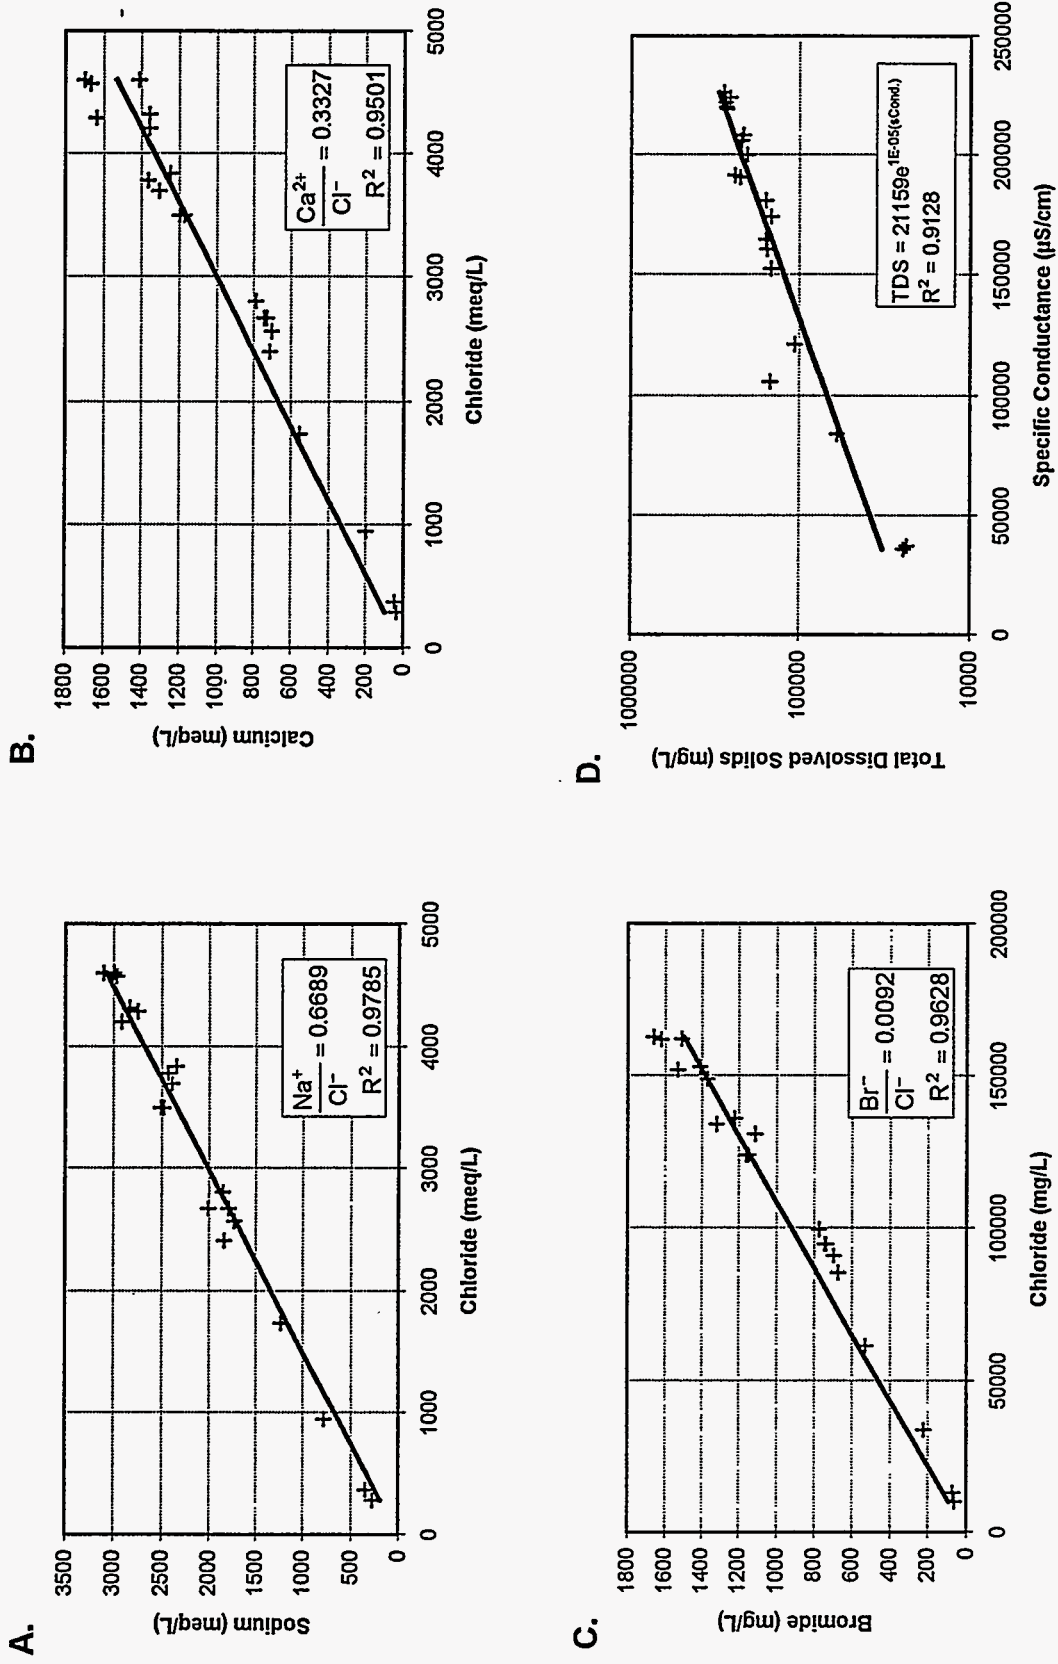 A.
3500
3000
2500
2000
1500
1000
500
0
Sodium (meq/L)
0
1000
2000
3000
4000
5000
Chloride (meq/L)
Na+
Cl− = 0.6689
R2 = 0.9785
B.
1800
1600
1400
1200
1000
800
600
400
200
0
Calcium (meq/L)
0
1000
2000
3000
4000
5000
Chloride (meq/L)
Ca2+
Cl− = 0.3327
R2 = 0.9501
C.
1800
1600
1400
1200
1000
800
600
400
200
0
Bromide (mg/L)
0
50000
100000
150000
200000
Chloride (mg/L)
Br−
Cl− = 0.0092
R2 = 0.9628
D.
1000000
100000
10000
Total Dissolved Solids (mg/L)
0
50000
100000
150000
200000
250000
Specific Conductance (µS/cm)
TDS = 21159e1E-05(sCond.)
R2 = 0.9128